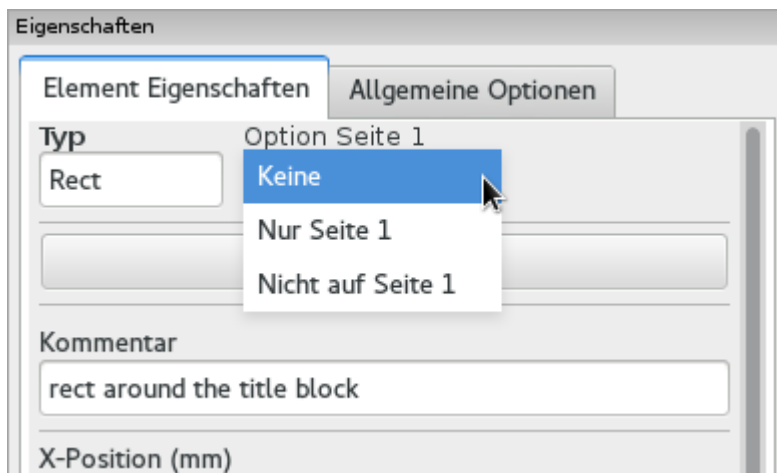 Eigenschaften
Element Eigenschaften Allgemeine Optionen
Typ Option Seite 1
Rect Keine
Nur Seite 1
Nicht auf Seite 1
Kommentar
rect around the title block
X-Position (mm)